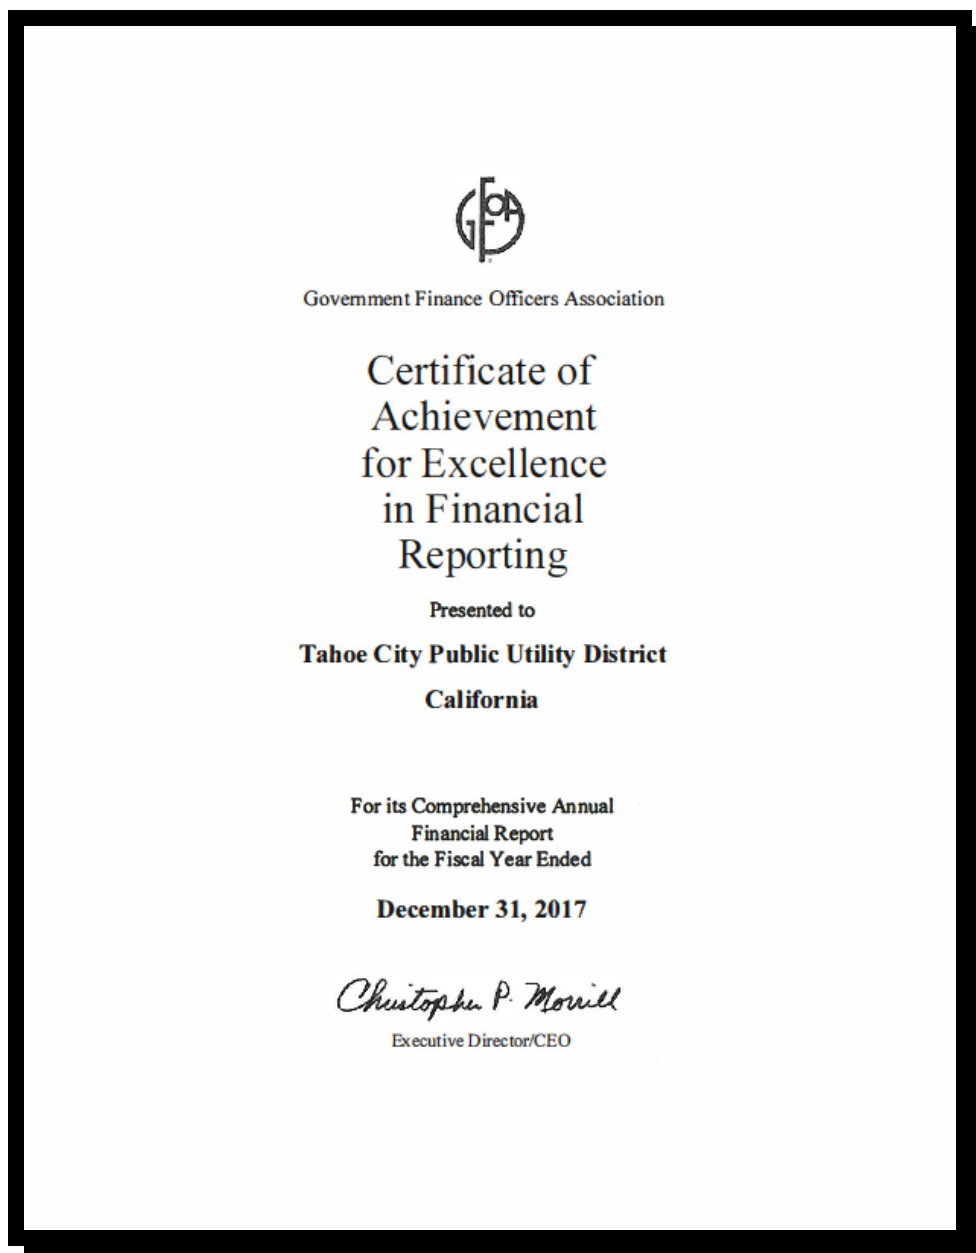 GFOA
Government Finance Officers Association
Certificate of
Achievement
for Excellence
in Financial
Reporting
Presented to
Tahoe City Public Utility District
California
For its Comprehensive Annual
Financial Report
for the Fiscal Year Ended
December 31, 2017
Christopher P. Morrill
Executive Director/CEO